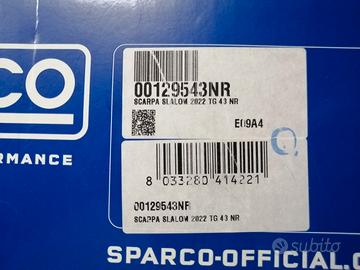 CO
RMANCE
00129543NR
SCARPA SLALOM 2022 TG 43 NR
E09A4
8 033280 414221
00129543NR
SCARPA SLALOM 2022 TG 43 NR
SPARCO-OFFICIAL.C
subito